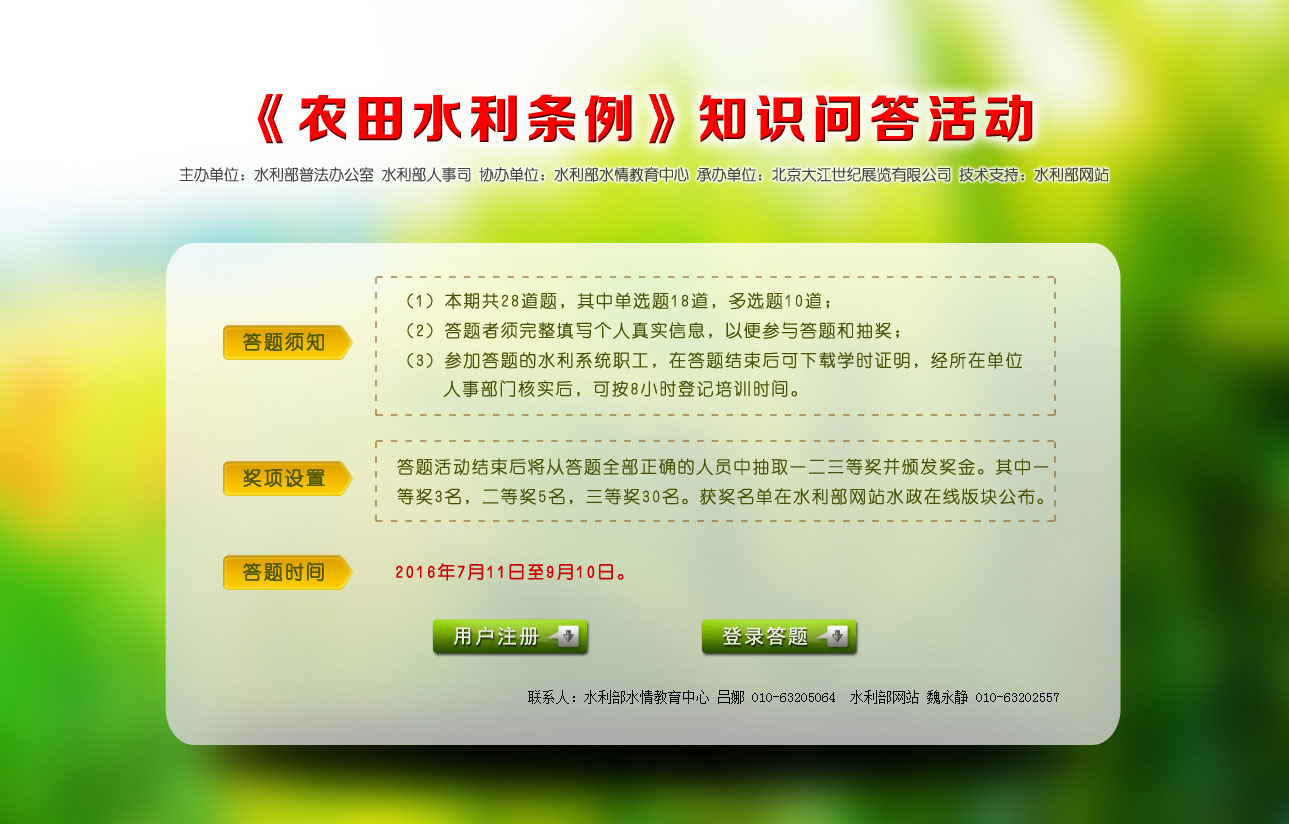 《农田水利条例》知识问答活动
主办单位：水利部普法办公室 水利部人事司 协办单位：水利部水情教育中心 承办单位：北京大江世纪展览有限公司 技术支持：水利部网站
答题须知
（1）本期共28道题，其中单选题18道，多选题10道；
（2）答题者须完整填写个人真实信息，以便参与答题和抽奖；
（3）参加答题的水利系统职工，在答题结束后可下载学时证明，经所在单位
人事部门核实后，可按8小时登记培训时间。
奖项设置
答题活动结束后将从答题全部正确的人员中抽取一二三等奖并颁发奖金。其中一
等奖3名，二等奖5名，三等奖30名。获奖名单在水利部网站水政在线版块公布。
答题时间
2016年7月11日至9月10日。
用户注册
登录答题
联系人：水利部水情教育中心 吕娜 010-63205064 水利部网站 魏永静 010-63202557